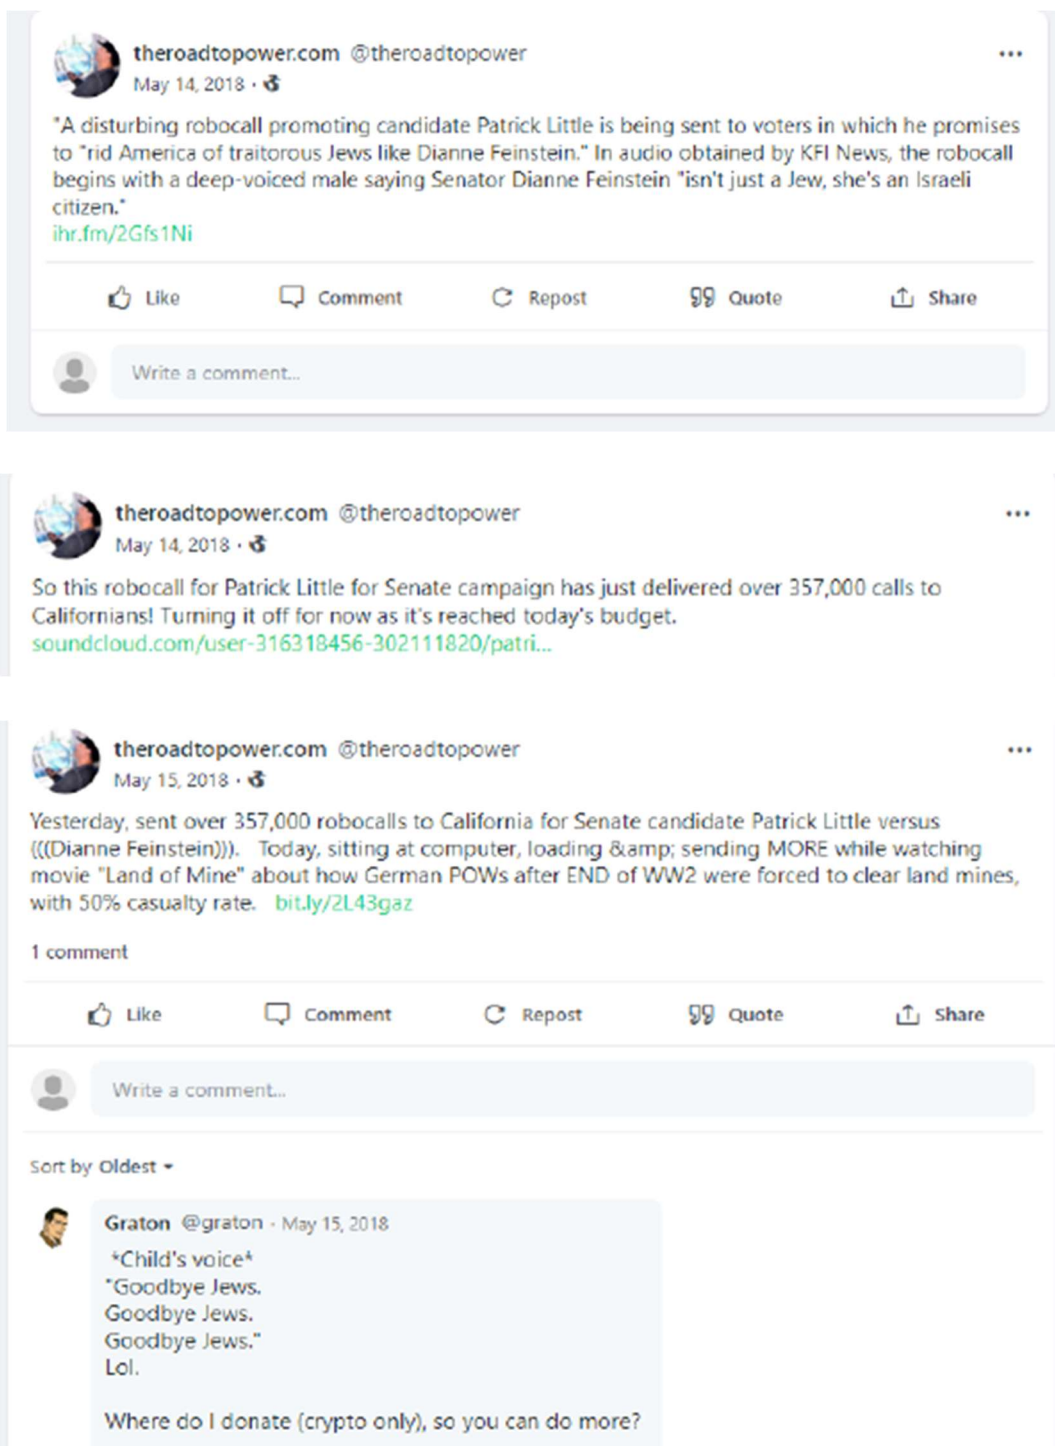 theroadtopower.com @theroadtopower
May 14, 2018 ·
"A disturbing robocall promoting candidate Patrick Little is being sent to voters in which he promises
to "rid America of traitorous Jews like Dianne Feinstein." In audio obtained by KFI News, the robocall
begins with a deep-voiced male saying Senator Dianne Feinstein "isn't just a Jew, she's an Israeli
citizen."
ihr.fm/2Gfs1Ni
Like Comment Repost Quote Share
Write a comment...
theroadtopower.com @theroadtopower
May 14, 2018 ·
So this robocall for Patrick Little for Senate campaign has just delivered over 357,000 calls to
Californians! Turning it off for now as it's reached today's budget.
soundcloud.com/user-316318456-302111820/patri...
theroadtopower.com @theroadtopower
May 15, 2018 ·
Yesterday, sent over 357,000 robocalls to California for Senate candidate Patrick Little versus
(((Dianne Feinstein))). Today, sitting at computer, loading &amp; sending MORE while watching
movie "Land of Mine" about how German POWs after END of WW2 were forced to clear land mines,
with 50% casualty rate. bit.ly/2L43gaz
1 comment
Like Comment Repost Quote Share
Write a comment...
Sort by Oldest
Graton @graton · May 15, 2018
*Child's voice*
"Goodbye Jews.
Goodbye Jews.
Goodbye Jews."
Lol.
Where do I donate (crypto only), so you can do more?